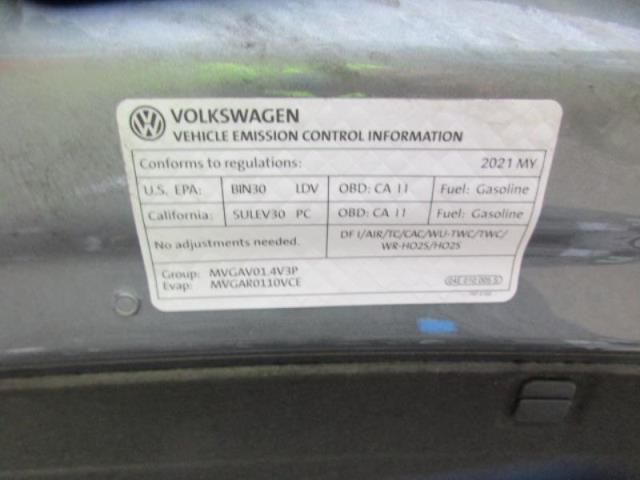 VOLKSWAGEN
VEHICLE EMISSION CONTROL INFORMATION
Conforms to regulations: 2021 MY
U.S. EPA: BIN30 LDV OBD: CA II Fuel: Gasoline
California: SULEV30 PC OBD: CA II Fuel: Gasoline
No adjustments needed. DF I/AIR/TC/CAC/WU-TWC/TWC/
WR-HO2S/HO2S
Group: MVGAV01.4V3P
Evap: MVGAR0110VCE